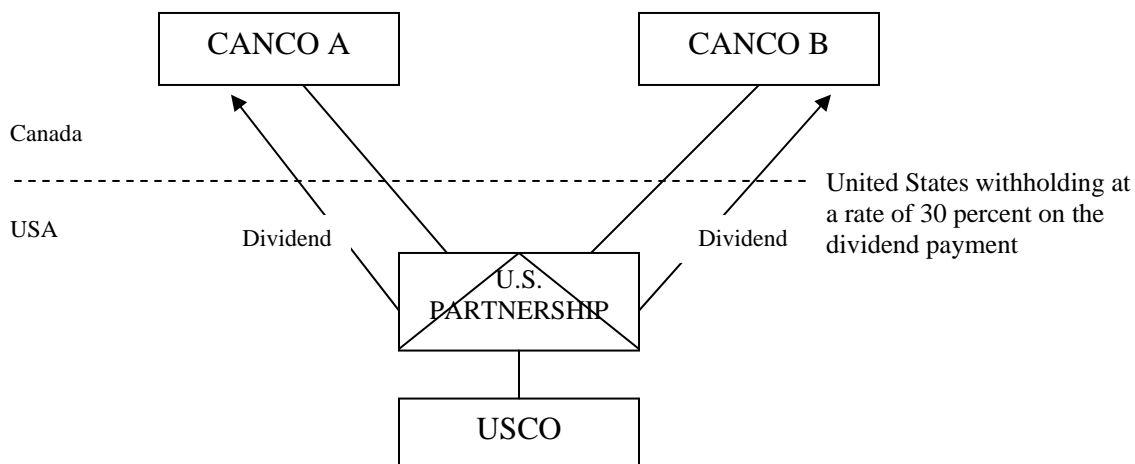 CANCO A
CANCO B
Canada
United States withholding at
a rate of 30 percent on the
dividend payment
USA
Dividend
Dividend
U.S.
PARTNERSHIP
USCO